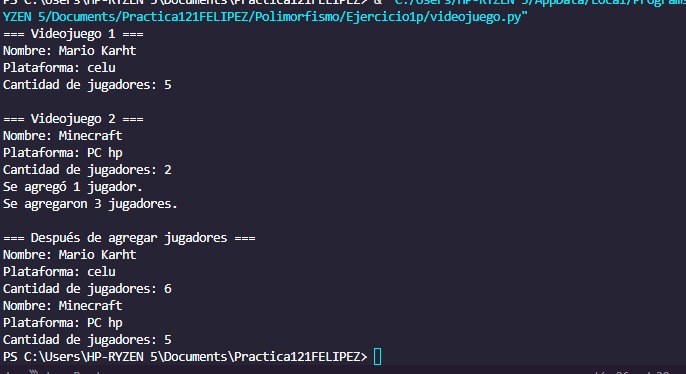 PS C:\Users\HP-RYZEN 5\Documents\Practica121FELIPEZ> & "C:/Users/HP-RYZEN 5/AppData/Local/Programs
YZEN 5/Documents/Practica121FELIPEZ/Polimorfismo/Ejercicio1p/videojuego.py"
=== Videojuego 1 ===
Nombre: Mario Karht
Plataforma: celu
Cantidad de jugadores: 5
=== Videojuego 2 ===
Nombre: Minecraft
Plataforma: PC hp
Cantidad de jugadores: 2
Se agregó 1 jugador.
Se agregaron 3 jugadores.
=== Después de agregar jugadores ===
Nombre: Mario Karht
Plataforma: celu
Cantidad de jugadores: 6
Nombre: Minecraft
Plataforma: PC hp
Cantidad de jugadores: 5
PS C:\Users\HP-RYZEN 5\Documents\Practica121FELIPEZ>